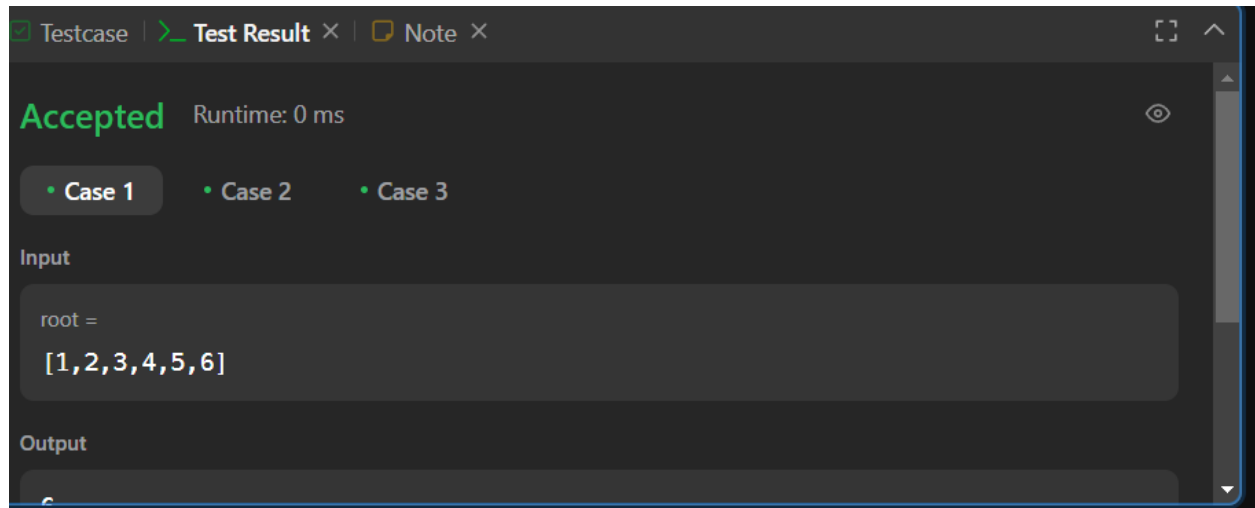 Testcase Test Result Note
Accepted Runtime: 0 ms
Case 1 Case 2 Case 3
Input
root =
[1,2,3,4,5,6]
Output